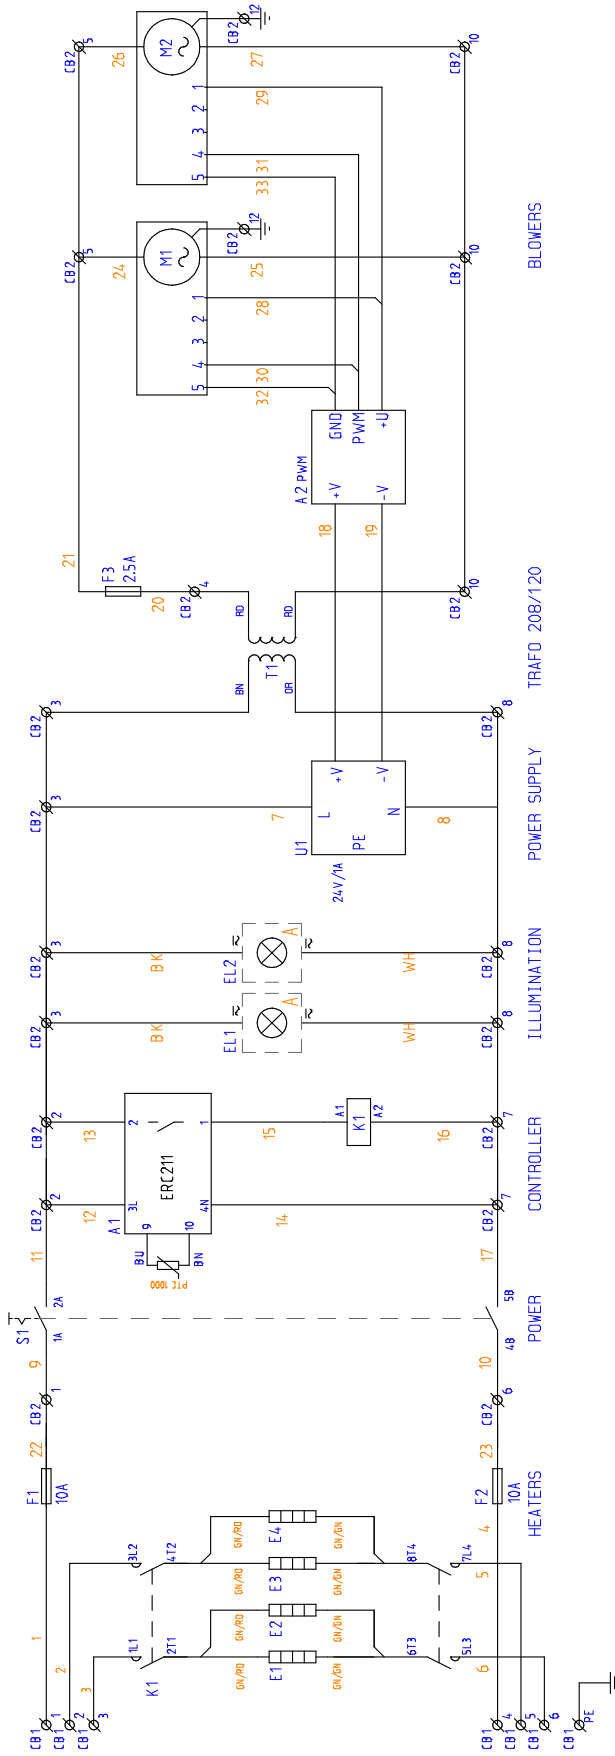 CB1
1
1
F1
10A
22
CB2
1
9
S1
1A
2A
11
CB1
2
2
CB1
3
3
K1
1L1
2T1
3L2
4T2
GN/RD
GN/RD
GN/RD
GN/RD
E1
E2
E3
E4
GN/GN
GN/GN
GN/GN
GN/GN
6T3
5L3
8T4
7L4
CB1
4
4
F2
10A
23
CB2
6
10
4B
5B
17
CB1
5
5
6
6
PE
CB1
HEATERS
POWER
CB2
2
12
CB2
2
13
A1
3L
2
ERC211
9
10
4N
1
BU
BN
PTC 1000
14
15
A1
K1
A2
16
CB2
7
CB2
7
CONTROLLER
CB2
3
CB2
3
BK
BK
EL1
A
EL2
A
WH
WH
CB2
8
CB2
8
ILLUMINATION
CB2
3
7
U1
L
+V
PE
N
-V
24V/1A
8
POWER SUPPLY
CB2
3
BN
T1
OR
RD
RD
CB2
8
21
F3
2.5A
20
CB2
4
CB2
10
TRAFO 208/120
18
19
A2 PWM
+V
GND
PWM
-V
+U
CB2
5
24
M1
5
4
3
2
1
CB2
12
25
28
32
30
CB2
10
CB2
5
26
M2
5
4
3
2
1
CB2
12
27
29
33
31
CB2
10
BLOWERS